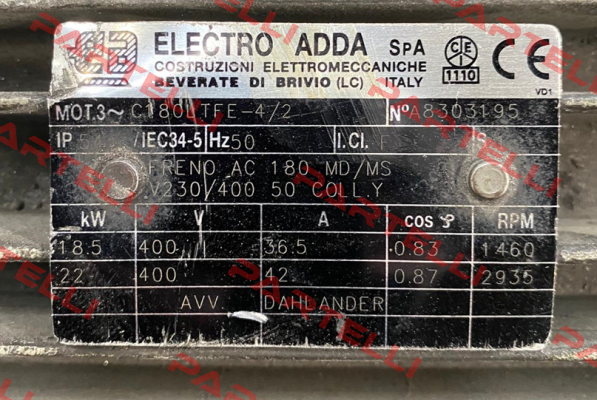 ELECTRO ADDA SPA
COSTRUZIONI ELETTROMECCANICHE
BEVERATE DI BRIVIO (LC) ITALY
CE
1110
CE
VD1
MOT.3~ C180LTFE-4/2 N°A8303195
IP /IEC34-5 Hz50 I.CL. F
FRENO AC 180 MD/MS
V230/400 50 COLL.Y
kW V A cos φ RPM
18.5 400 36.5 0.83 1460
22 400 42 0.87 2935
AVV. DAHLANDER
PARTELLI